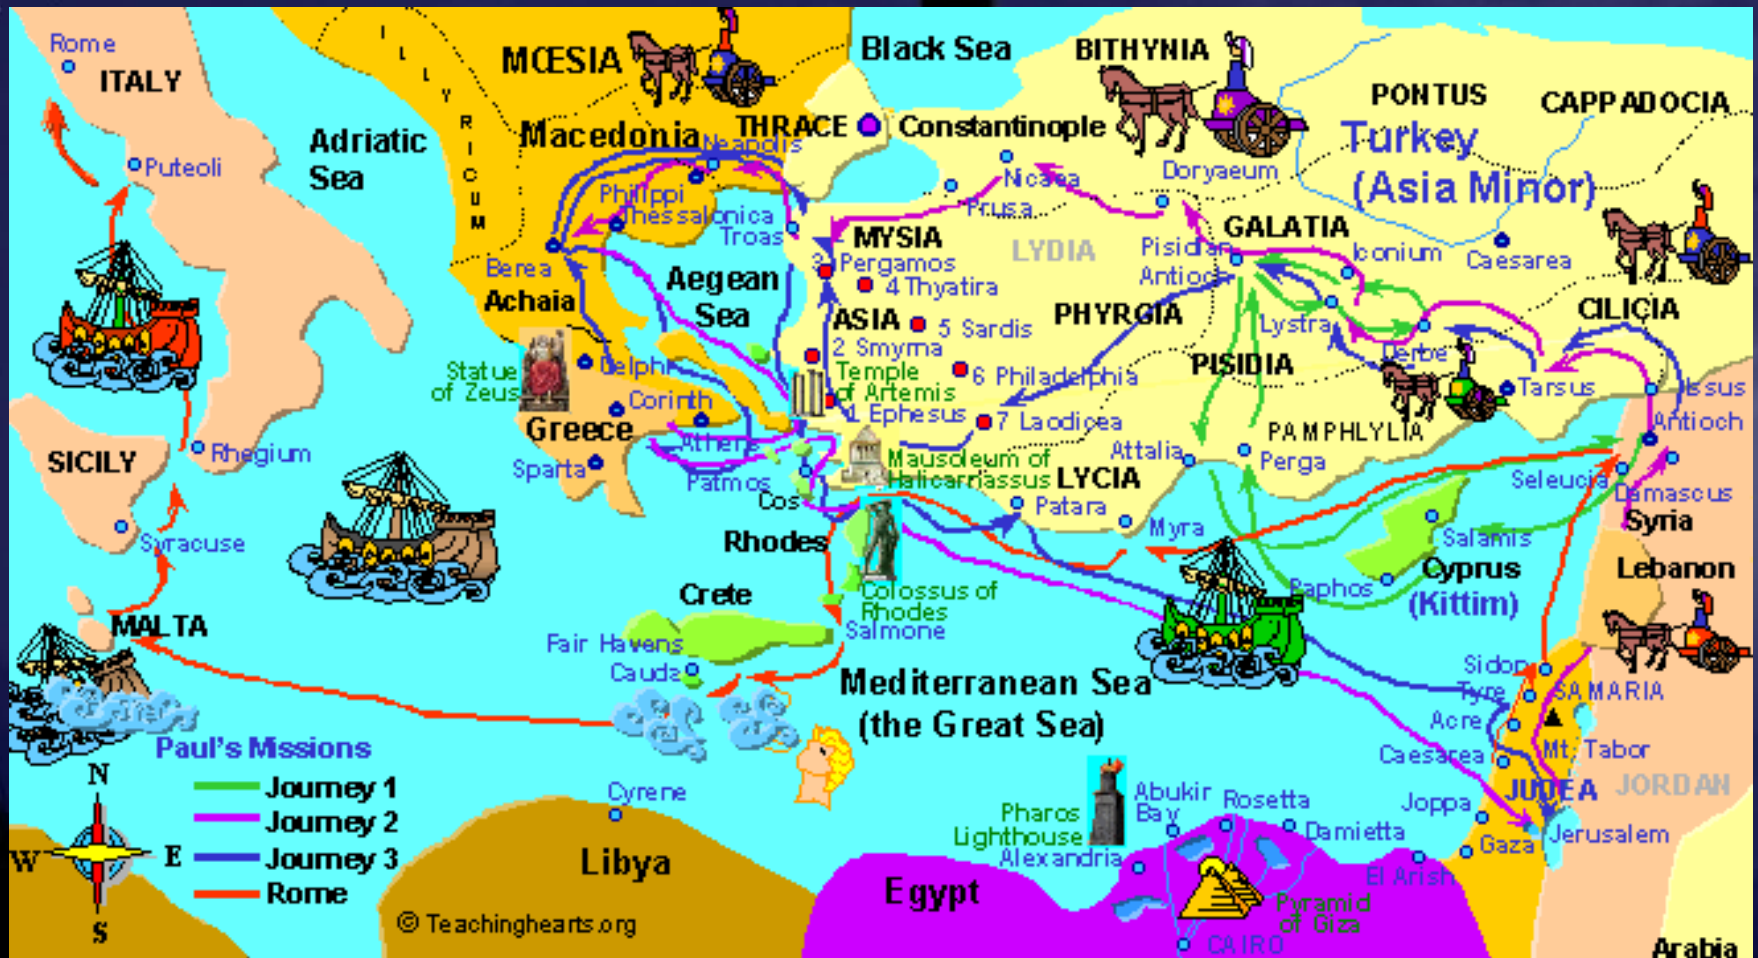 Rome
ITALY
Puteoli
Adriatic
Sea
ILLYRICUM
MŒSIA
Macedonia
THRACE
Neapolis
Philippi
Thessalonica
Troas
Berea
Achaia
Aegean
Sea
Black Sea
BITHYNIA
Constantinople
PONTUS
CAPPADOCIA
Turkey
(Asia Minor)
Nicaea
Prusa
Doryaeum
MYSIA
LYDIA
GALATIA
Pisidian
Antioch
Iconium
Caesarea
3
Pergamos
4 Thyatira
ASIA
5 Sardis
PHYRGIA
Lystra
CILICIA
2 Smyrna
Derbe
PISIDIA
Temple
of Artemis
6 Philadelphia
Tarsus
Issus
1 Ephesus
7 Laodicea
Antioch
Statue
of Zeus
Delphi
Corinth
Greece
Athens
Sparta
Patmos
Cos
Mausoleum of
Halicarnassus
LYCIA
Attalia
PAMPHLYLIA
Perga
Patara
Myra
Seleucia
Damascus
Syria
Salamis
Cyprus
(Kittim)
Paphos
Lebanon
SICILY
Rhegium
Syracuse
MALTA
Rhodes
Colossus of
Rhodes
Crete
Salmone
Fair Havens
Cauda
Mediterranean Sea
(the Great Sea)
Sidon
Tyre
SAMARIA
Acre
Mt. Tabor
Caesarea
JUDEA
JORDAN
Joppa
Jerusalem
Gaza
El Arish
Paul's Missions
Journey 1
Journey 2
Journey 3
Rome
N
W
E
S
Cyrene
Libya
© Teachinghearts.org
Pharos
Lighthouse
Abukir
Bay
Rosetta
Damietta
Alexandria
Egypt
Pyramid
of Giza
CAIRO
Arabia